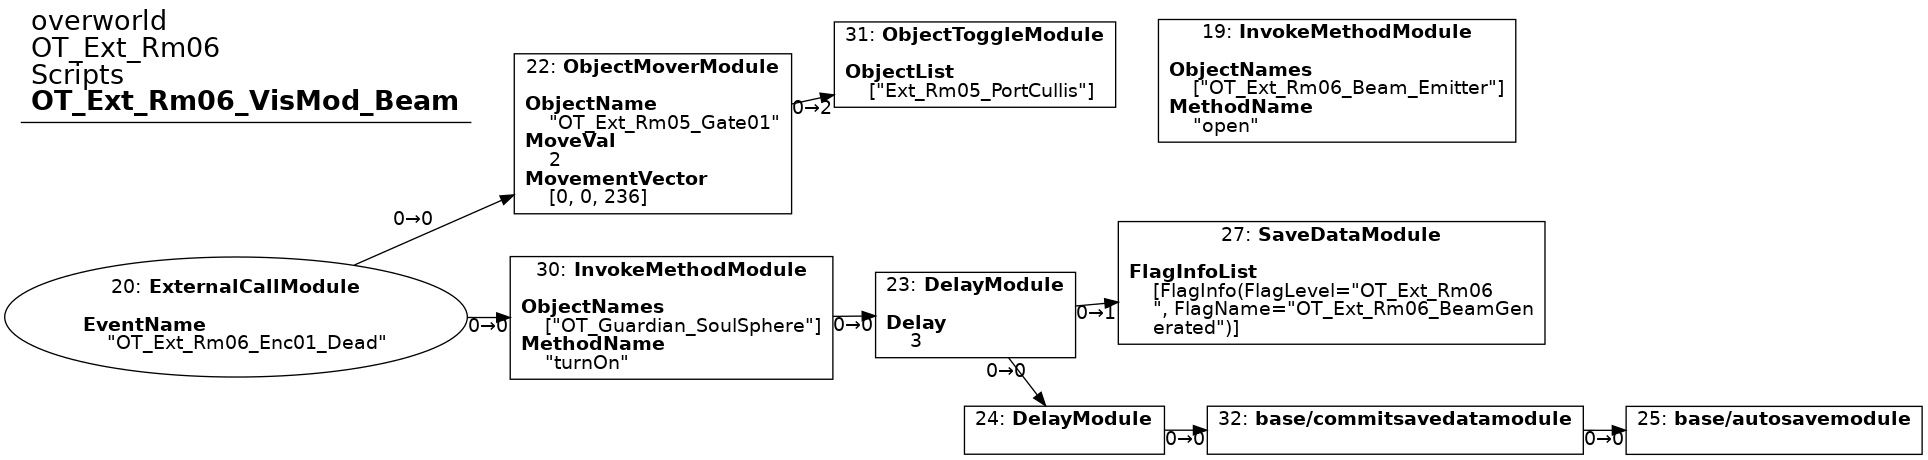 overworld
OT_Ext_Rm06
Scripts
OT_Ext_Rm06_VisMod_Beam
22: ObjectMoverModule
ObjectName
"OT_Ext_Rm05_Gate01"
MoveVal
2
MovementVector
[0, 0, 236]
0→2
31: ObjectToggleModule
ObjectList
["Ext_Rm05_PortCullis"]
19: InvokeMethodModule
ObjectNames
["OT_Ext_Rm06_Beam_Emitter"]
MethodName
"open"
0→0
20: ExternalCallModule
EventName
"OT_Ext_Rm06_Enc01_Dead"
0→0
30: InvokeMethodModule
ObjectNames
["OT_Guardian_SoulSphere"]
MethodName
"turnOn"
0→0
23: DelayModule
Delay
3
0→1
27: SaveDataModule
FlagInfoList
[FlagInfo(FlagLevel="OT_Ext_Rm06
", FlagName="OT_Ext_Rm06_BeamGen
erated")]
0→0
24: DelayModule
0→0
32: base/commitsavedatamodule
0→0
25: base/autosavemodule